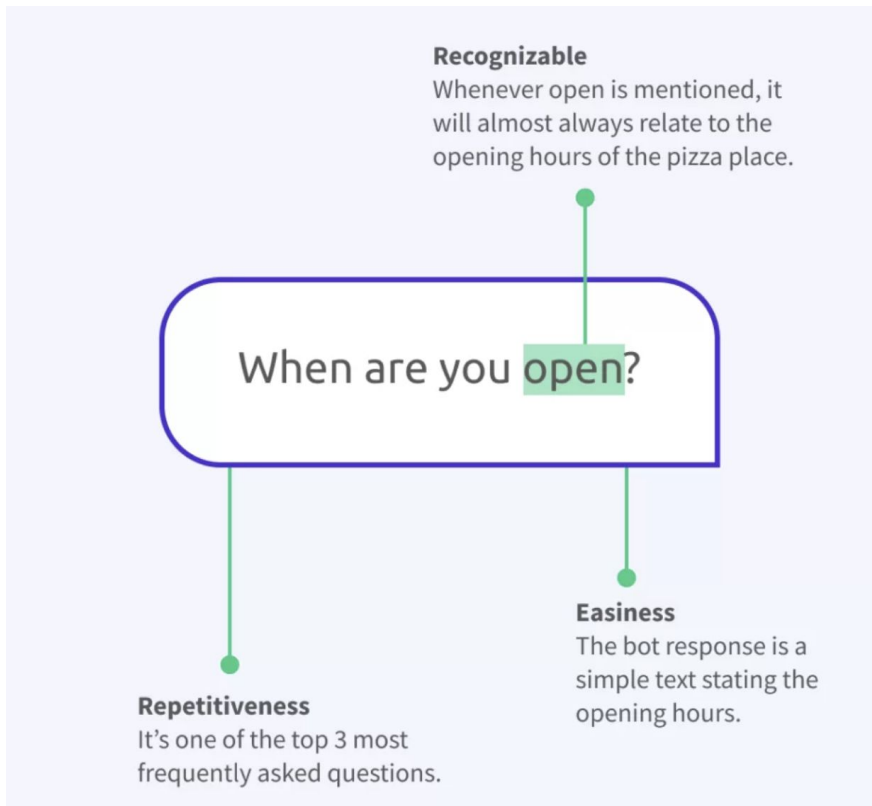 Recognizable
Whenever open is mentioned, it
will almost always relate to the
opening hours of the pizza place.
When are you open?
Easiness
The bot response is a
simple text stating the
opening hours.
Repetitiveness
It’s one of the top 3 most
frequently asked questions.